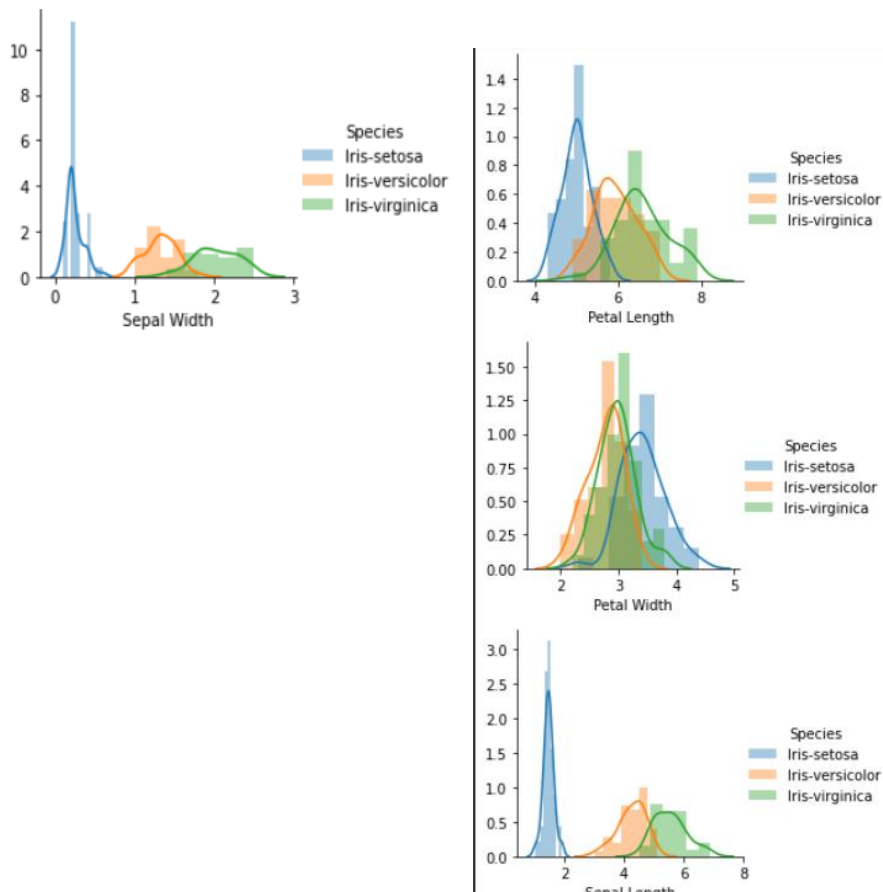 10
8
6
4
2
0
0 1 2 3
Sepal Width
Species
Iris-setosa
Iris-versicolor
Iris-virginica
1.4
1.2
1.0
0.8
0.6
0.4
0.2
0.0
4 6 8
Petal Length
Species
Iris-setosa
Iris-versicolor
Iris-virginica
1.50
1.25
1.00
0.75
0.50
0.25
0.00
2 3 4 5
Petal Width
Species
Iris-setosa
Iris-versicolor
Iris-virginica
3.0
2.5
2.0
1.5
1.0
0.5
0.0
2 4 6 8
Sepal Length
Species
Iris-setosa
Iris-versicolor
Iris-virginica